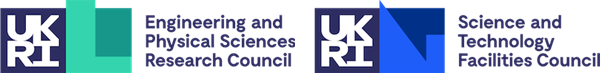 UK
RI
Engineering and
Physical Sciences
Research Council
UK
RI
Science and
Technology
Facilities Council